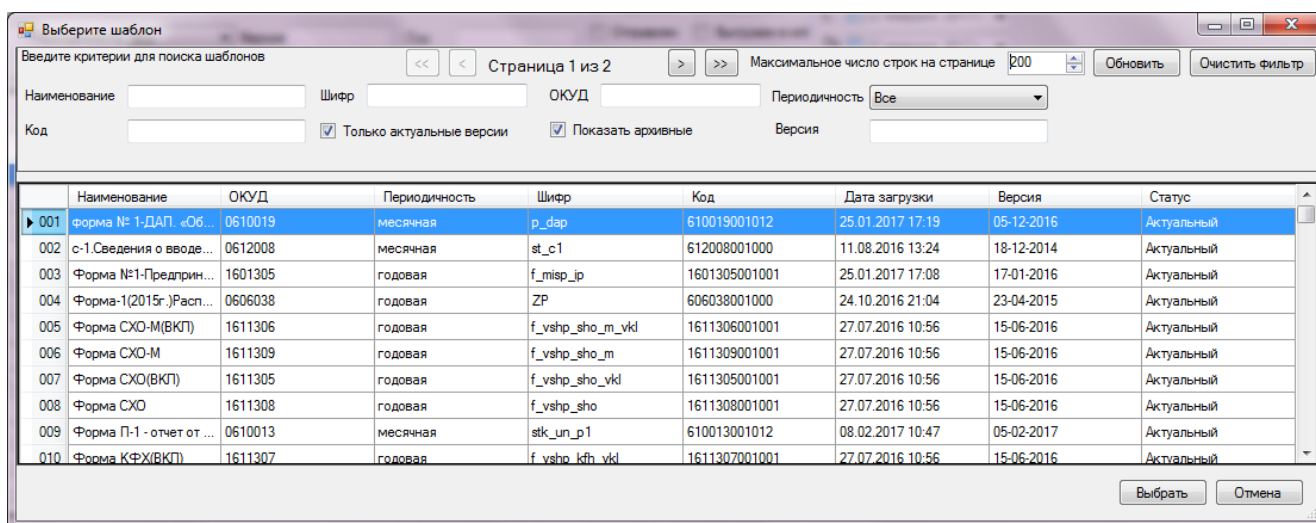 Выберите шаблон
Введите критерии для поиска шаблонов << < Страница 1 из 2 > >> Максимальное число строк на странице 200 Обновить Очистить фильтр
Наименование Шифр ОКУД Периодичность Все
Код Только актуальные версии Показать архивные Версия
Наименование ОКУД Периодичность Шифр Код Дата загрузки Версия Статус
001 форма № 1-ДАП. «Об... 0610019 месячная p_dap 610019001012 25.01.2017 17:19 05-12-2016 Актуальный
002 с-1.Сведения о вводе... 0612008 месячная st_c1 612008001000 11.08.2016 13:24 18-12-2014 Актуальный
003 Форма №1-Предприн... 1601305 годовая f_misp_ip 1601305001001 25.01.2017 17:08 17-01-2016 Актуальный
004 Форма-1(2015г.)Расп... 0606038 годовая ZP 606038001000 24.10.2016 21:04 23-04-2015 Актуальный
005 Форма СХО-М(ВКЛ) 1611306 годовая f_vshp_sho_m_vkl 1611306001001 27.07.2016 10:56 15-06-2016 Актуальный
006 Форма СХО-М 1611309 годовая f_vshp_sho_m 1611309001001 27.07.2016 10:56 15-06-2016 Актуальный
007 Форма СХО(ВКЛ) 1611305 годовая f_vshp_sho_vkl 1611305001001 27.07.2016 10:56 15-06-2016 Актуальный
008 Форма СХО 1611308 годовая f_vshp_sho 1611308001001 27.07.2016 10:56 15-06-2016 Актуальный
009 Форма П-1 - отчет от ... 0610013 месячная stk_un_p1 610013001012 08.02.2017 10:47 05-02-2017 Актуальный
010 Форма КФХ(ВКЛ) 1611307 годовая f_vshp_kfh_vkl 1611307001001 27.07.2016 10:56 15-06-2016 Актуальный
Выбрать Отмена